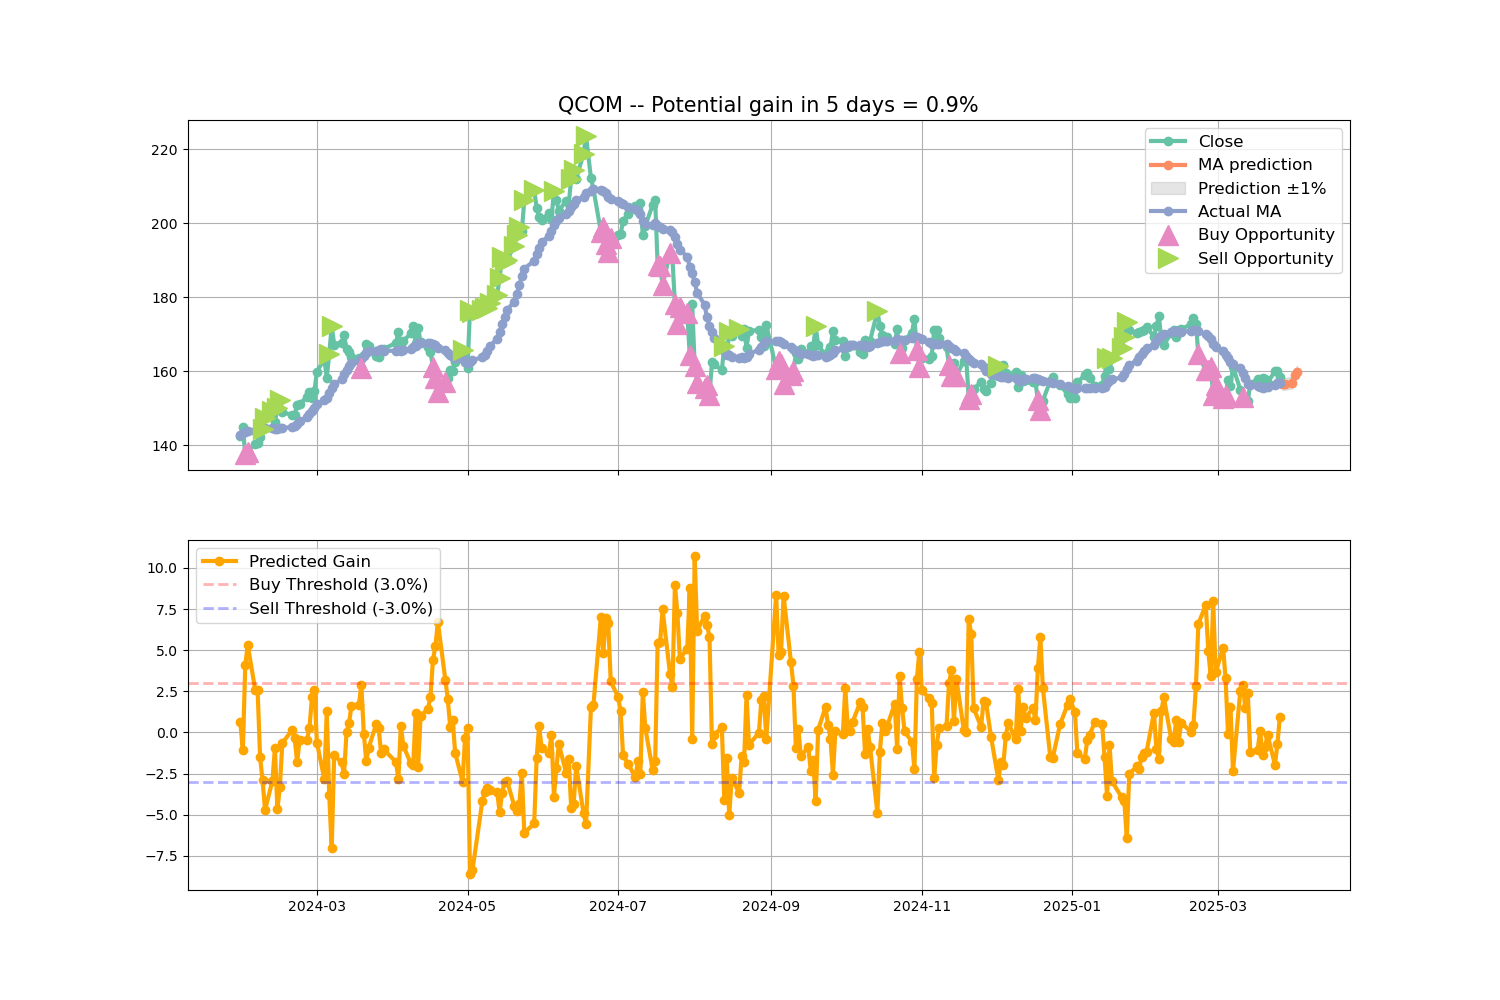 QCOM -- Potential gain in 5 days = 0.9%
220
200
180
160
140
Close
MA prediction
Prediction ±1%
Actual MA
Buy Opportunity
Sell Opportunity
10.0
7.5
5.0
2.5
0.0
−2.5
−5.0
−7.5
Predicted Gain
Buy Threshold (3.0%)
Sell Threshold (-3.0%)
2024-03
2024-05
2024-07
2024-09
2024-11
2025-01
2025-03